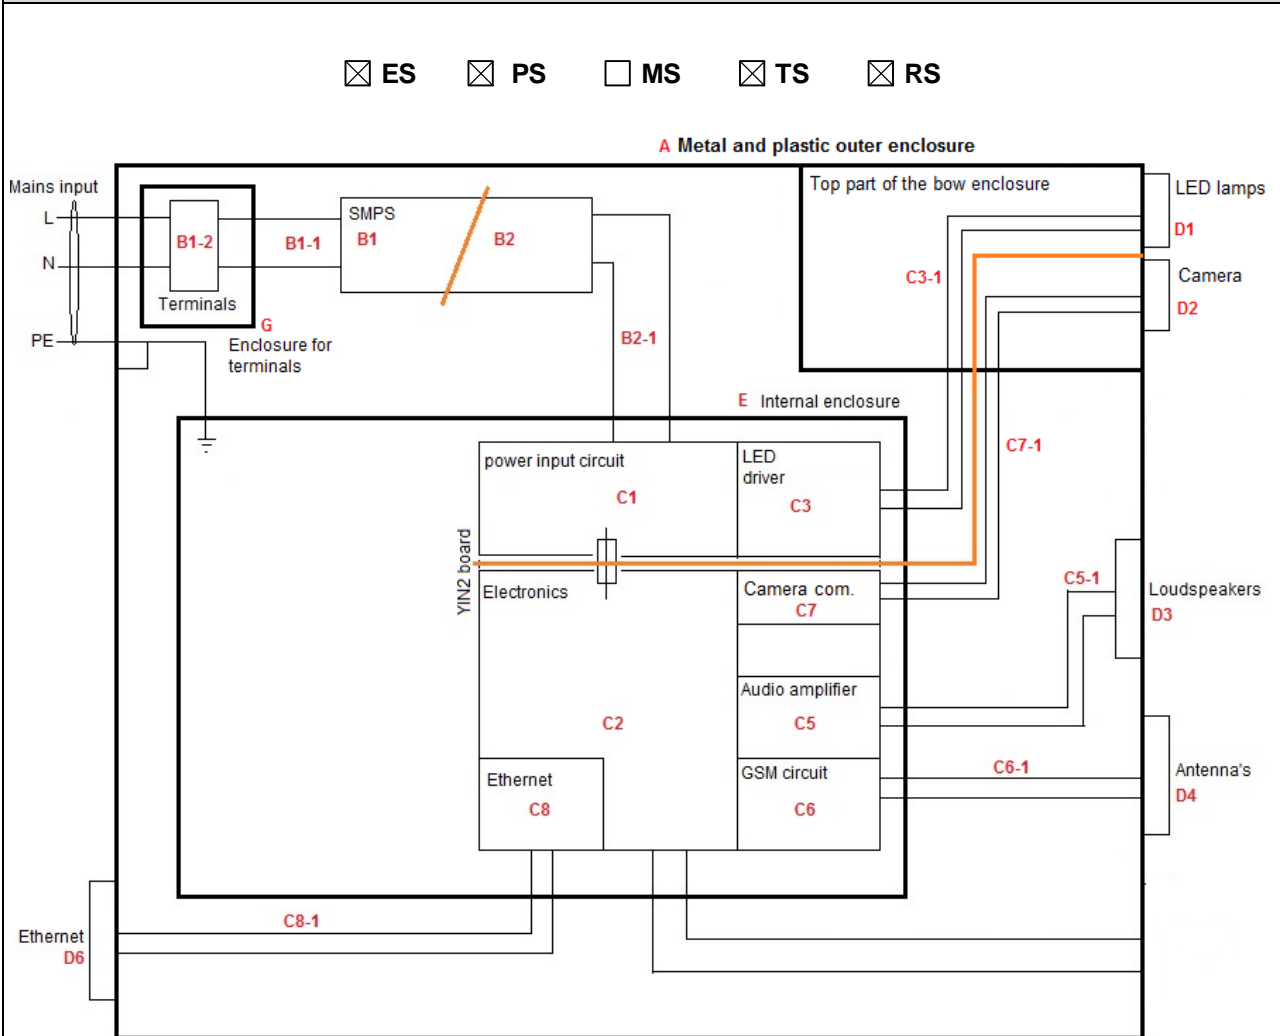 ES PS MS TS RS
A Metal and plastic outer enclosure
Mains input
Top part of the bow enclosure
LED lamps
L
SMPS
D1
B1-2
B1-1
B1
B2
N
C3-1
Camera
Terminals
D2
G
PE
Enclosure for
terminals
B2-1
E Internal enclosure
C7-1
power input circuit
LED
driver
C1
C3
YIN2 board
Electronics
Camera com.
C7
C5-1
Loudspeakers
D3
Audio amplifier
C2
C5
Ethernet
GSM circuit
C6-1
Antenna's
D4
C8
C6
C8-1
Ethernet
D6